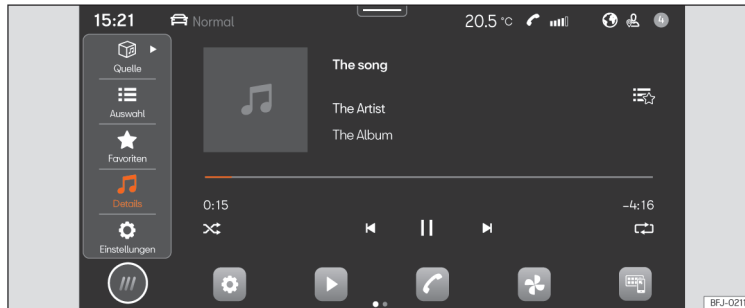 15:21
Normal
20.5 °C
4
Quelle
Auswahl
Favoriten
Details
Einstellungen
The song
The Artist
The Album
0:15
-4:16
BFJ-0211